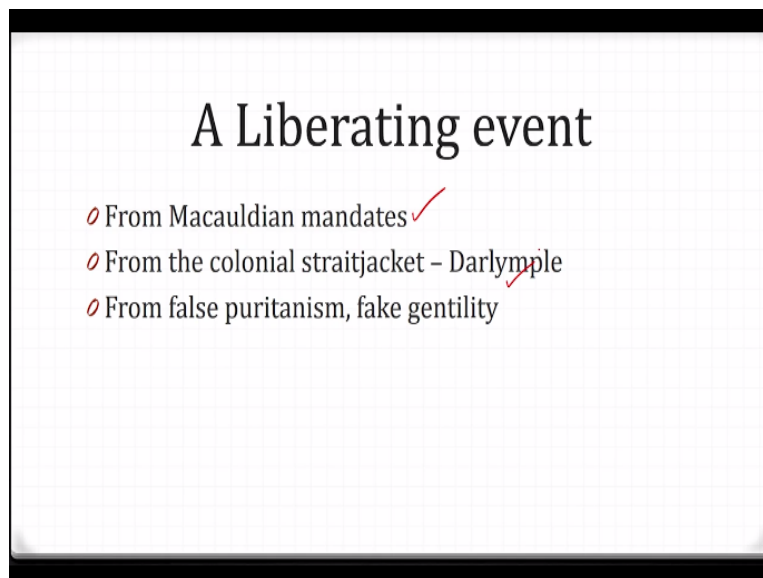 A Liberating event
From Macauldian mandates
From the colonial straitjacket – Darlymple
From false puritanism, fake gentility